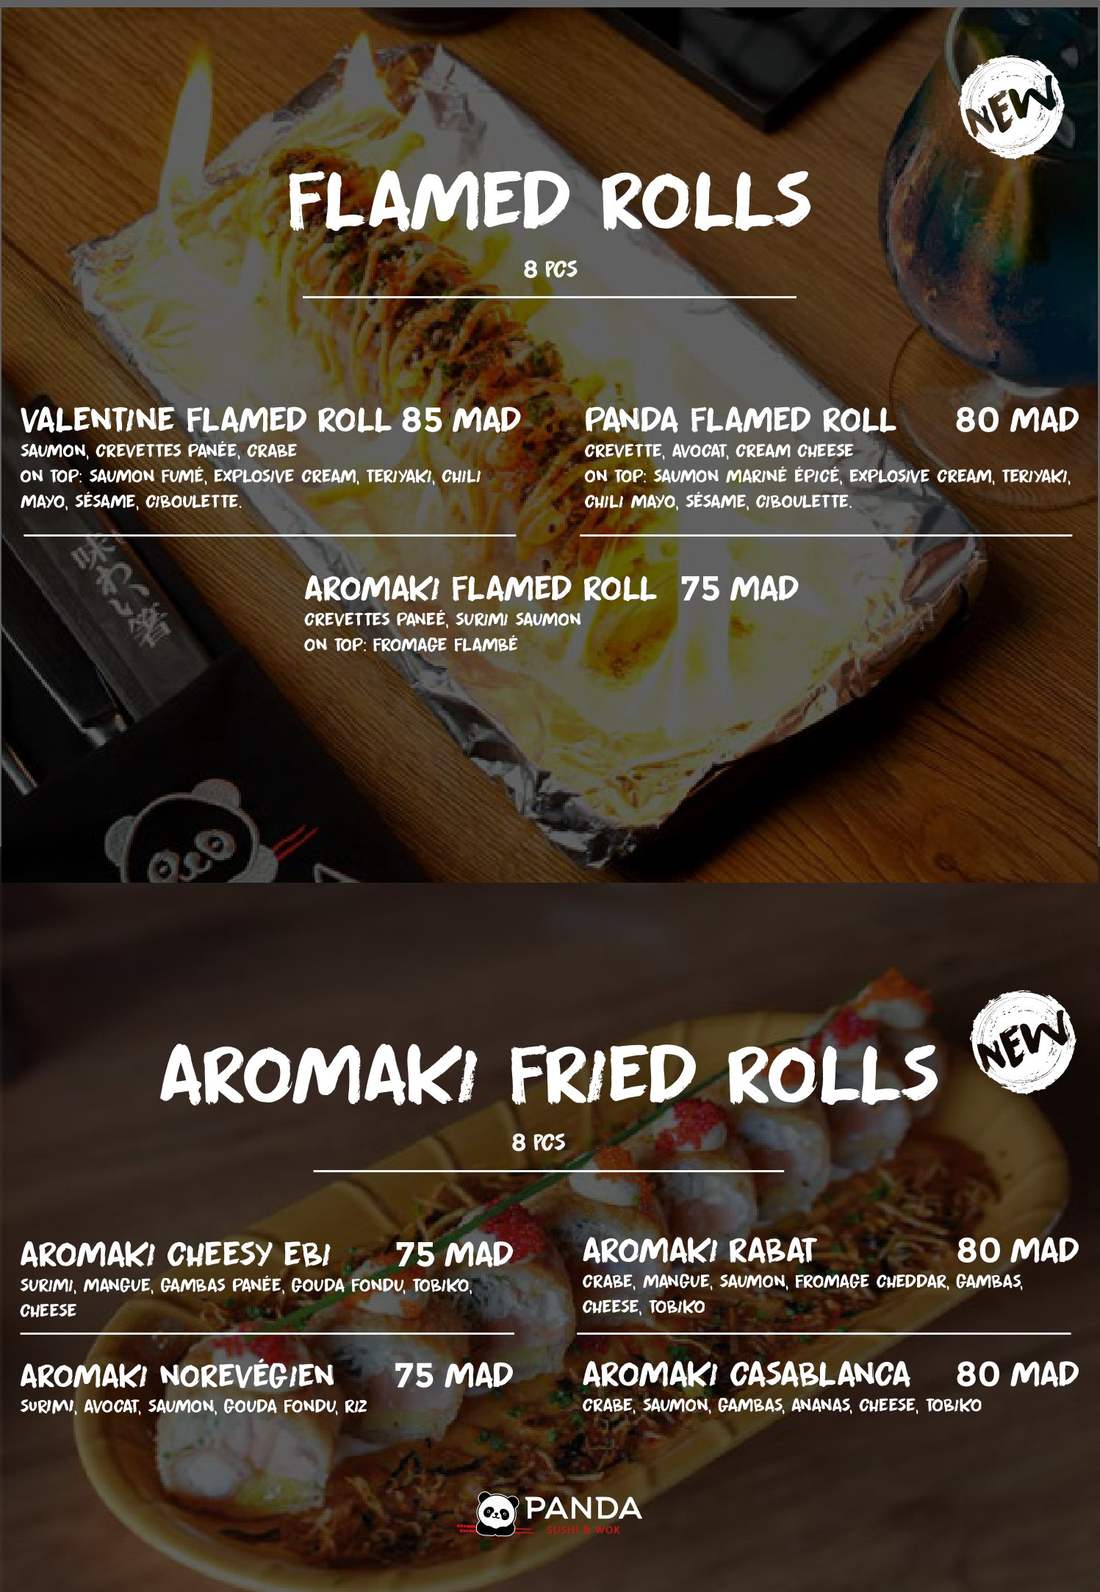 NEW
FLAMED ROLLS
8 PCS
VALENTINE FLAMED ROLL 85 MAD
SAUMON, CREVETTES PANÉE, CRABE
ON TOP: SAUMON FUMÉ, EXPLOSIVE CREAM, TERIYAKI, CHILI
MAYO, SÉSAME, CIBOULETTE.
PANDA FLAMED ROLL 80 MAD
CREVETTE, AVOCAT, CREAM CHEESE
ON TOP: SAUMON MARINÉ ÉPICÉ, EXPLOSIVE CREAM, TERIYAKI,
CHILI MAYO, SÉSAME, CIBOULETTE.
AROMAKI FLAMED ROLL 75 MAD
CREVETTES PANEÉ, SURIMI SAUMON
ON TOP: FROMAGE FLAMBÉ
味わい箸
NEW
AROMAKI FRIED ROLLS
8 PCS
AROMAKI CHEESY EBI 75 MAD
SURIMI, MANGUE, GAMBAS PANÉE, GOUDA FONDU, TOBIKO,
CHEESE
AROMAKI RABAT 80 MAD
CRABE, MANGUE, SAUMON, FROMAGE CHEDDAR, GAMBAS,
CHEESE, TOBIKO
AROMAKI NOREVÉGIEN 75 MAD
SURIMI, AVOCAT, SAUMON, GOUDA FONDU, RIZ
AROMAKI CASABLANCA 80 MAD
CRABE, SAUMON, GAMBAS, ANANAS, CHEESE, TOBIKO
PANDA
SUSHI & WOK